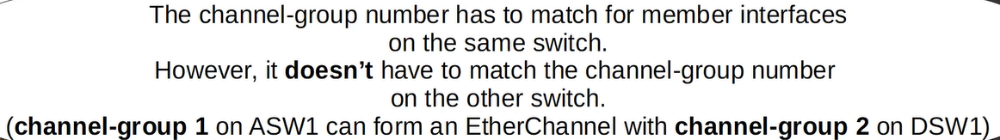 The channel-group number has to match for member interfaces
on the same switch.
However, it doesn't have to match the channel-group number
on the other switch.
(channel-group 1 on ASW1 can form an EtherChannel with channel-group 2 on DSW1)